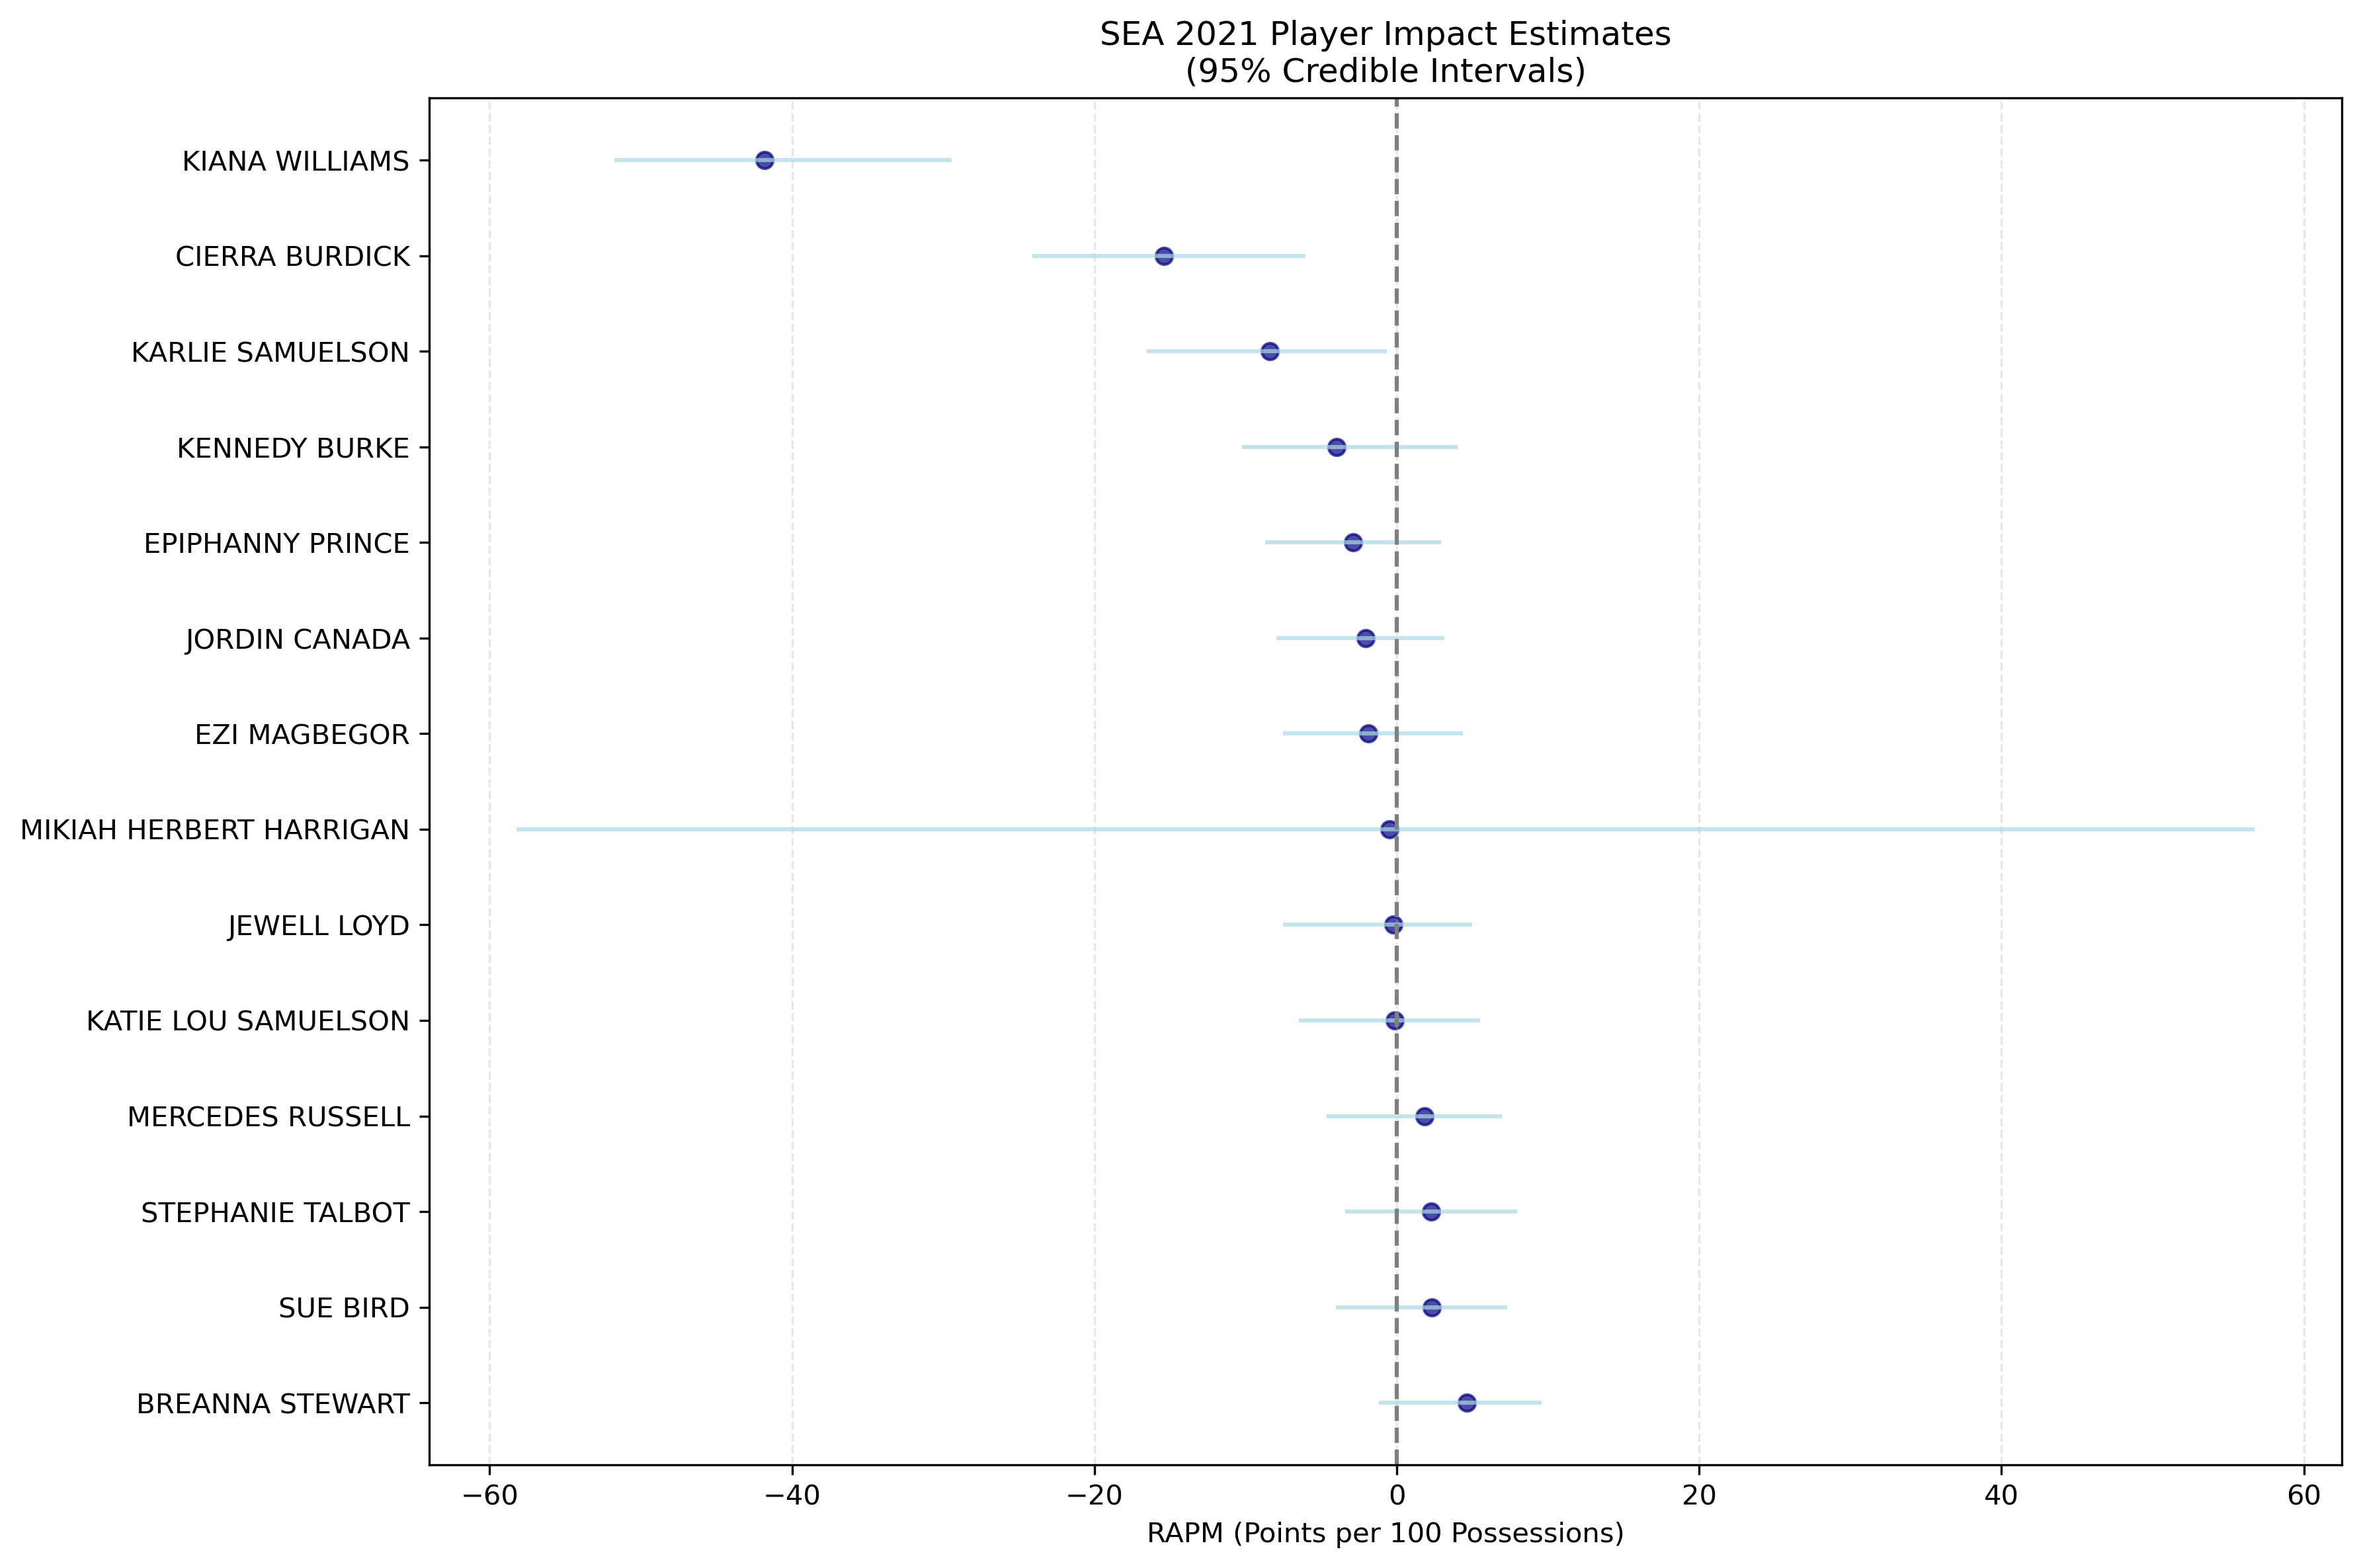 SEA 2021 Player Impact Estimates
(95% Credible Intervals)
KIANA WILLIAMS
CIERRA BURDICK
KARLIE SAMUELSON
KENNEDY BURKE
EPIPHANNY PRINCE
JORDIN CANADA
EZI MAGBEGOR
MIKIAH HERBERT HARRIGAN
JEWELL LOYD
KATIE LOU SAMUELSON
MERCEDES RUSSELL
STEPHANIE TALBOT
SUE BIRD
BREANNA STEWART
−60 −40 −20 0 20 40 60
RAPM (Points per 100 Possessions)